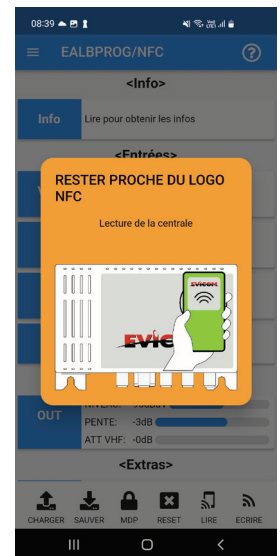 08:39
EALBPROG/NFC
?
<Info>
Info
Lire pour obtenir les infos
<Entrées>
RESTER PROCHE DU LOGO
NFC
Lecture de la centrale
EVICOM
EVIC
OUT
NIVEAU:
PENTE: -3dB
ATT VHF: -0dB
<Extras>
CHARGER SAUVER MDP RESET LIRE ECRIRE